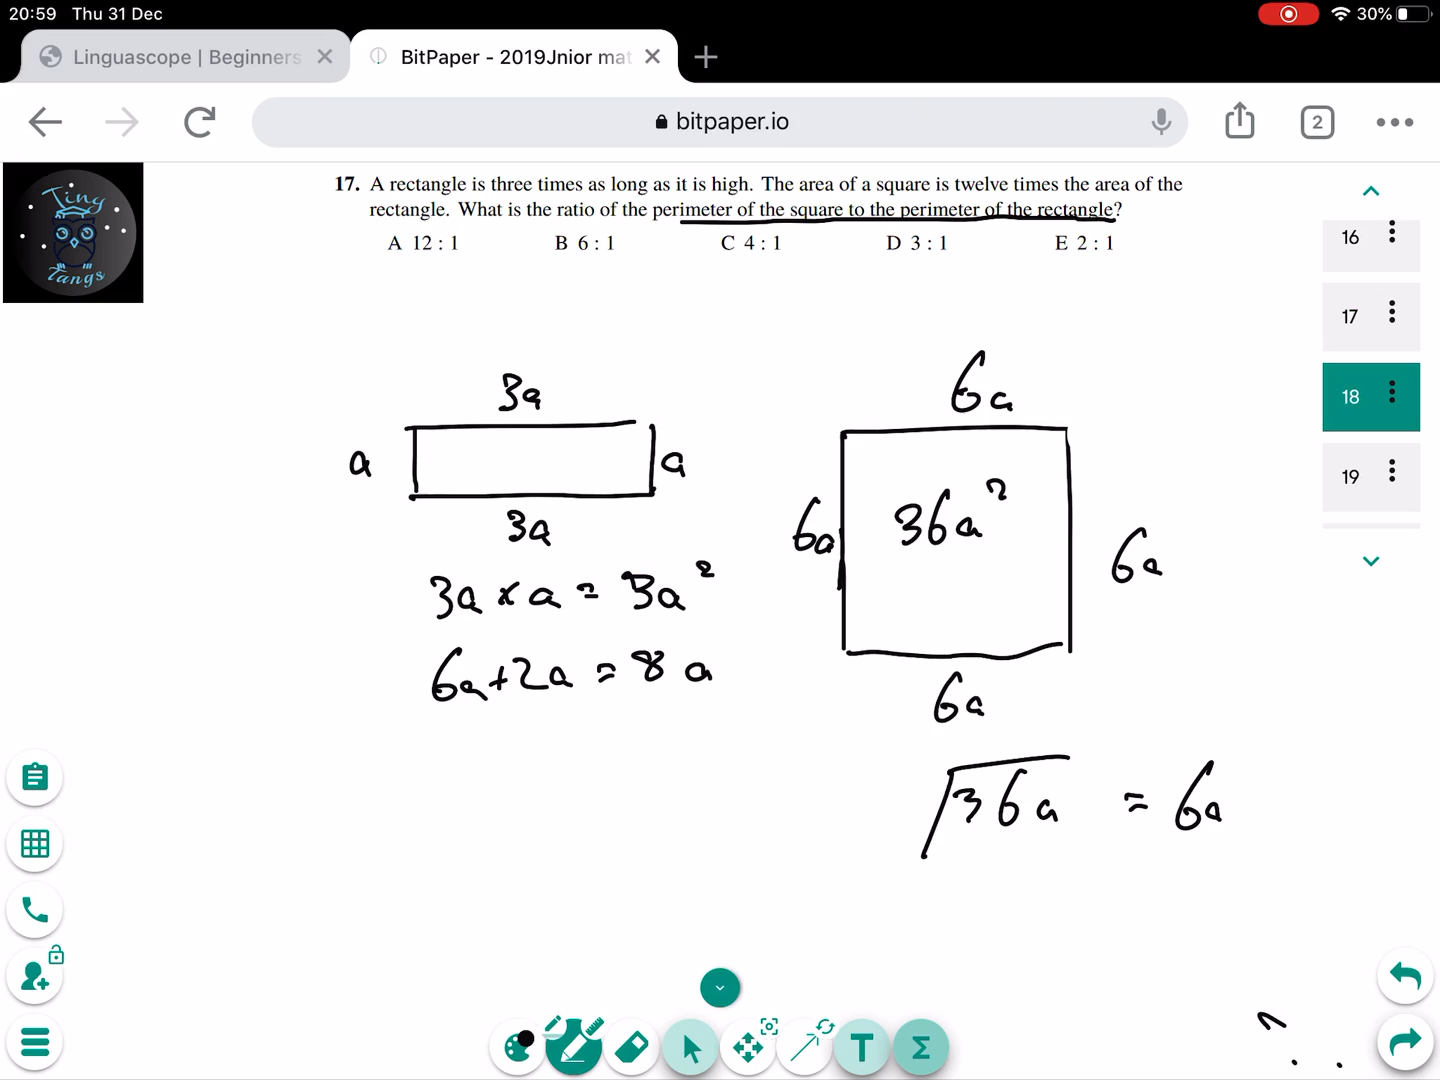 20:59 Thu 31 Dec
30%
Linguascope | Beginners
BitPaper - 2019Jnior mat
bitpaper.io
2
Tiny
Tangs
17. A rectangle is three times as long as it is high. The area of a square is twelve times the area of the
rectangle. What is the ratio of the perimeter of the square to the perimeter of the rectangle?
A 12 : 1 B 6 : 1 C 4 : 1 D 3 : 1 E 2 : 1
16
17
18
19
3a
a
a
3a
3a × a = 3a²
6a+2a = 8a
6a
6a
36a²
6a
6a
√36a = 6a
T
Σ